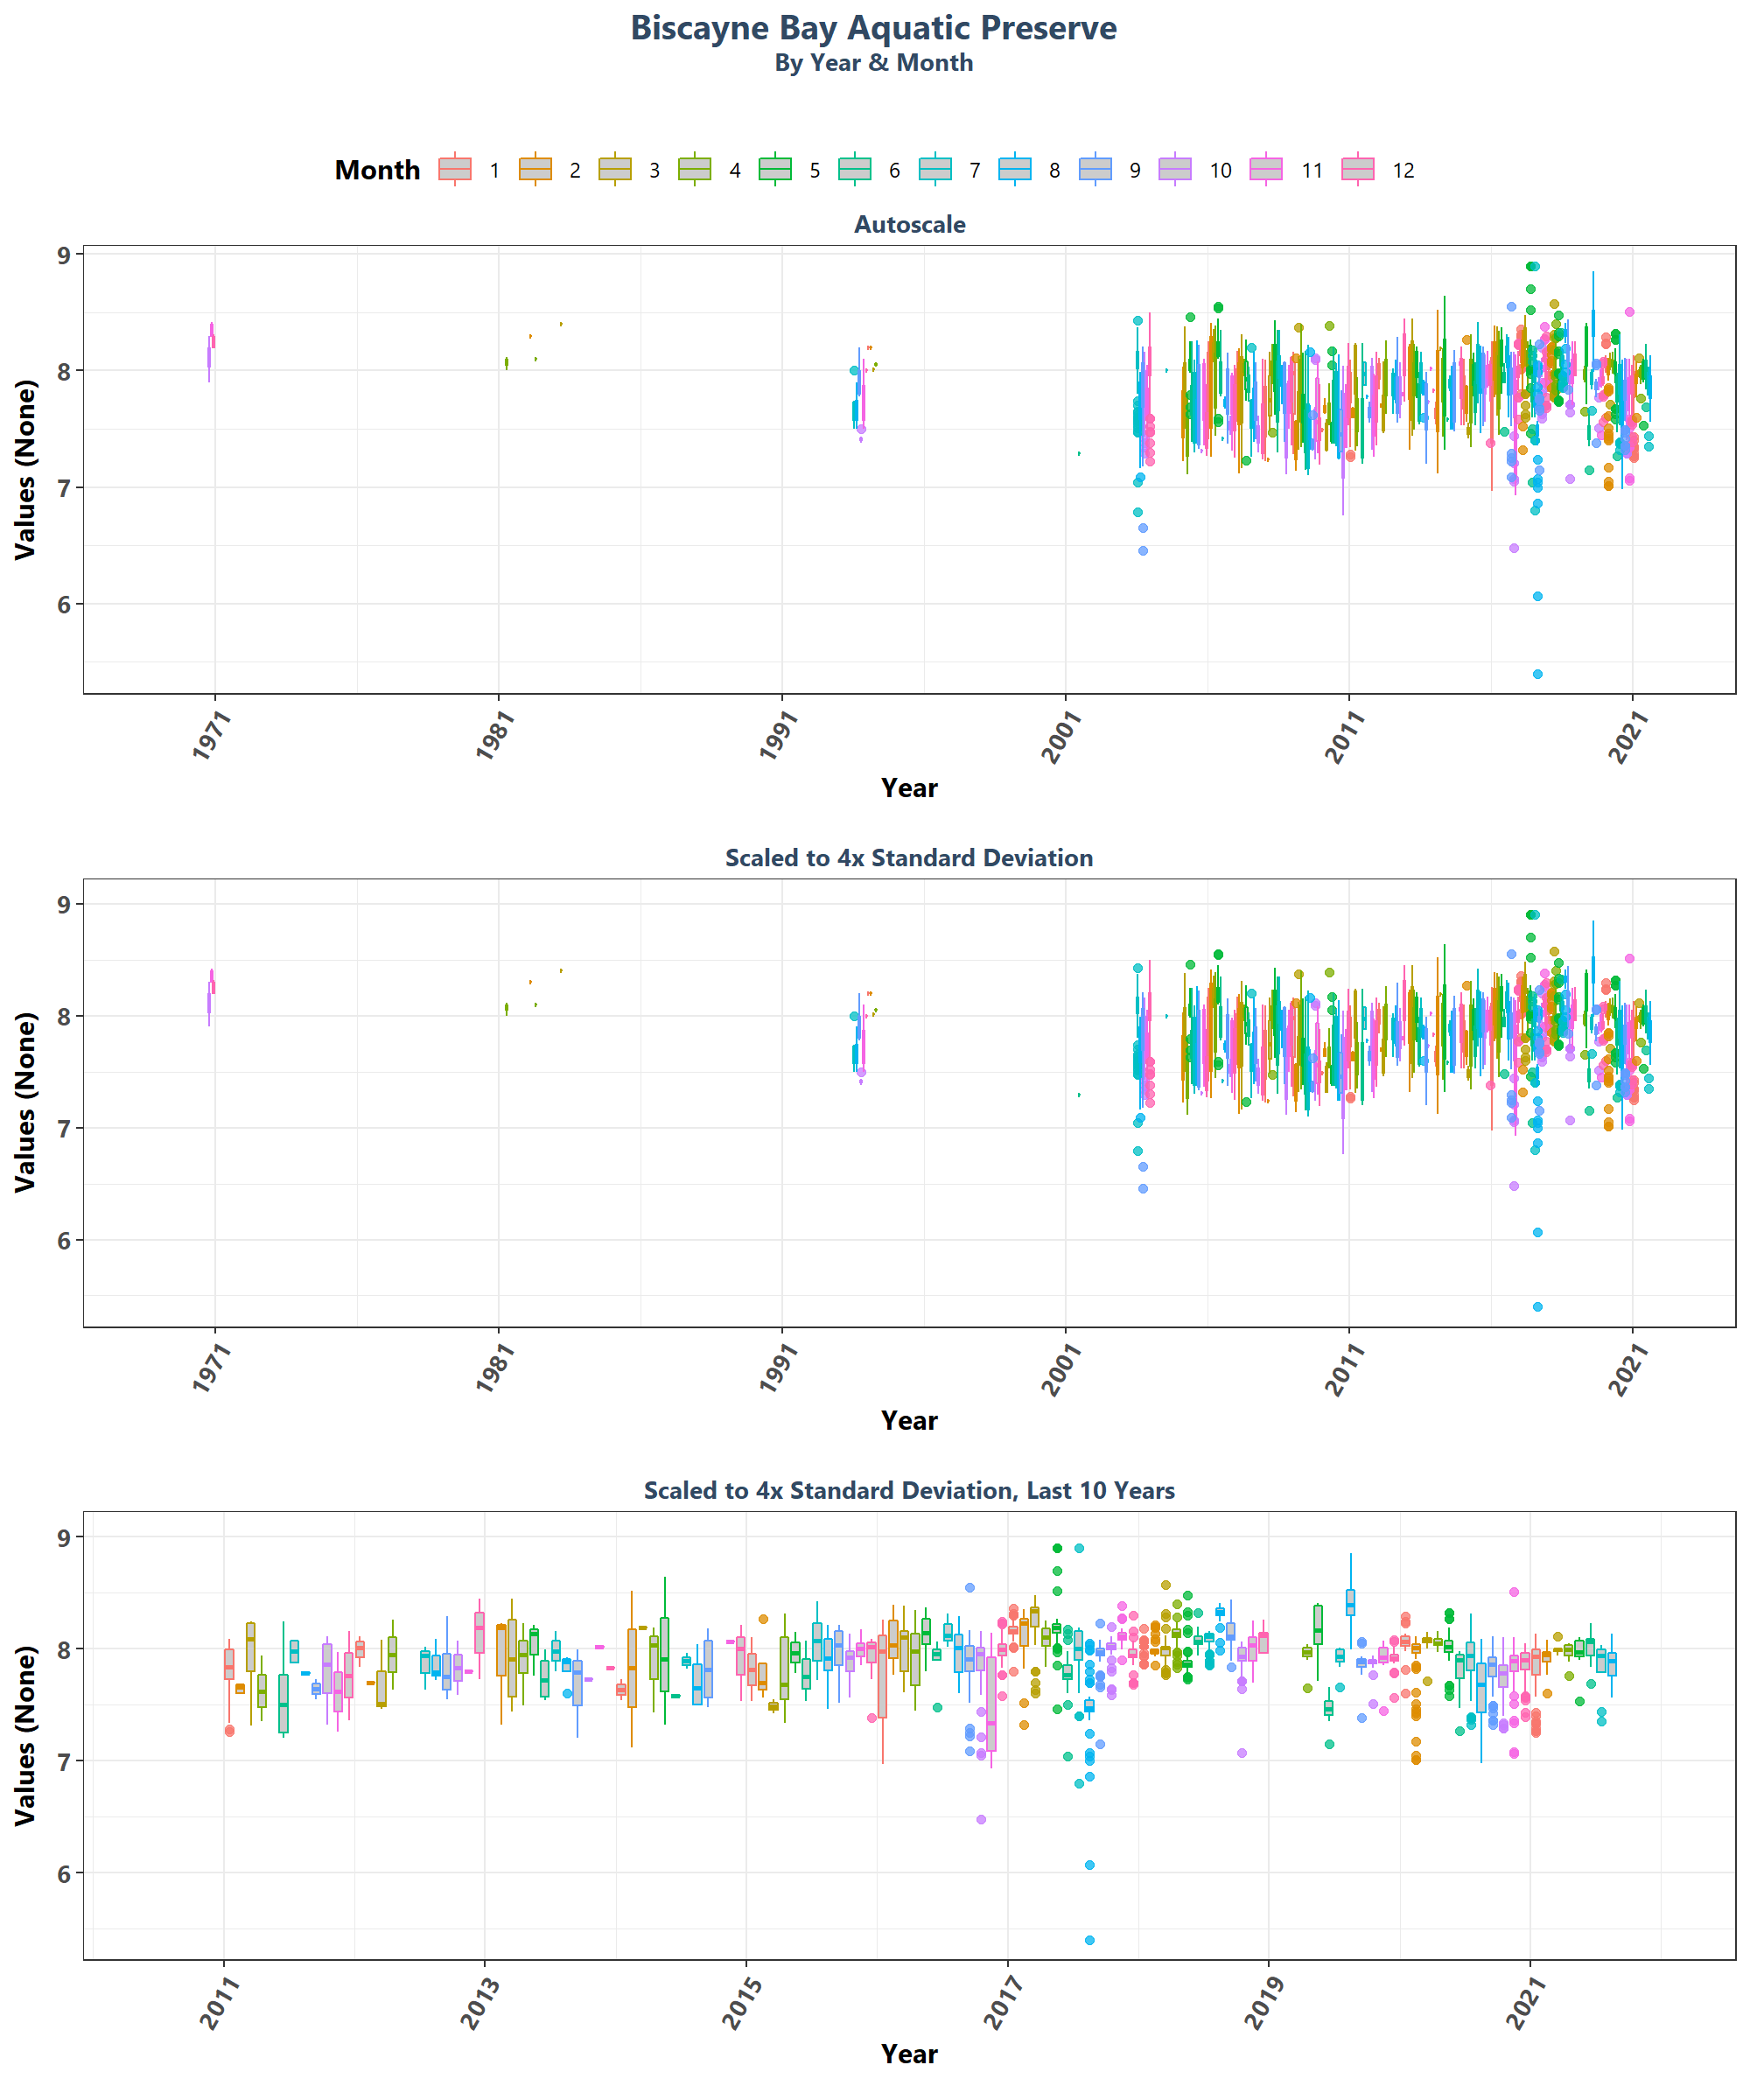 Biscayne Bay Aquatic Preserve
By Year & Month
Month 1 2 3 4 5 6 7 8 9 10 11 12
Autoscale
Values (None)
9
8
7
6
1971 1981 1991 2001 2011 2021
Year
Scaled to 4x Standard Deviation
Values (None)
9
8
7
6
1971 1981 1991 2001 2011 2021
Year
Scaled to 4x Standard Deviation, Last 10 Years
Values (None)
9
8
7
6
2011 2013 2015 2017 2019 2021
Year